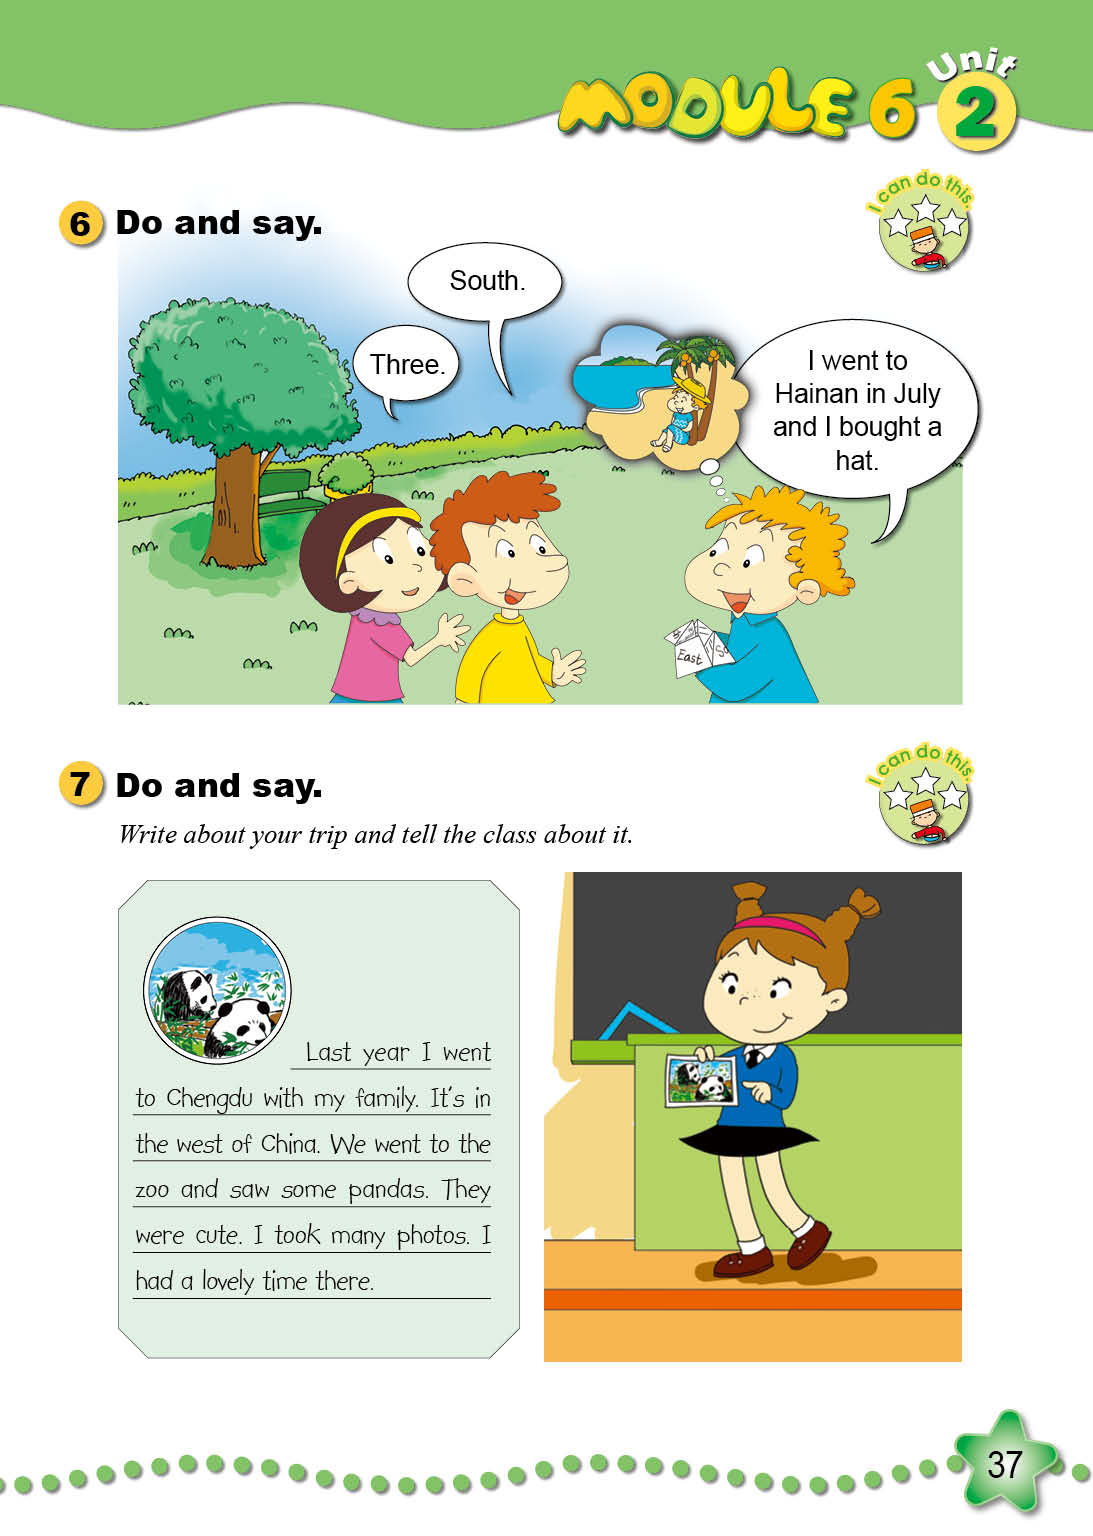 MODULE 6 Unit 2
I can do this.
6 Do and say.
South.
Three.
I went to
Hainan in July
and I bought a
hat.
East
So
I can do this.
7 Do and say.
Write about your trip and tell the class about it.
Last year I went
to Chengdu with my family. It's in
the west of China. We went to the
zoo and saw some pandas. They
were cute. I took many photos. I
had a lovely time there.
37